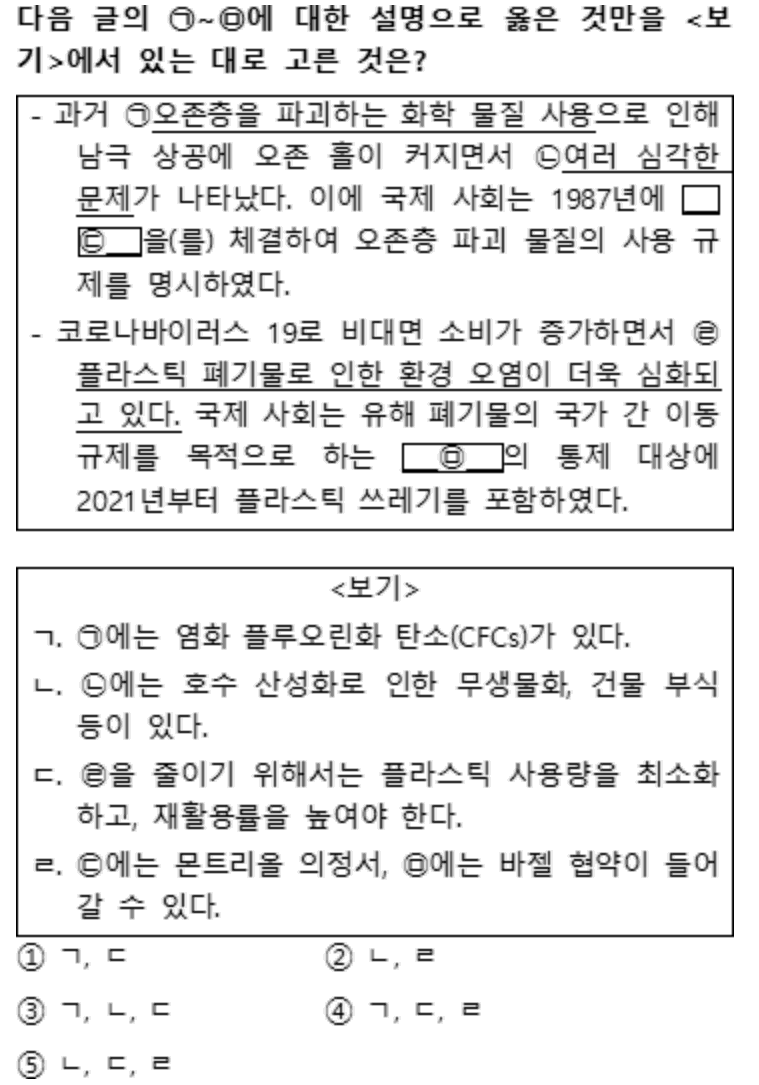 다음 글의 ㉠~㉤에 대한 설명으로 옳은 것만을 <보
기>에서 있는 대로 고른 것은?
- 과거 ㉠오존층을 파괴하는 화학 물질 사용으로 인해
남극 상공에 오존 홀이 커지면서 ㉡여러 심각한
문제가 나타났다. 이에 국제 사회는 1987년에
㉢을(를) 체결하여 오존층 파괴 물질의 사용 규
제를 명시하였다.
- 코로나바이러스 19로 비대면 소비가 증가하면서 ㉣
플라스틱 폐기물로 인한 환경 오염이 더욱 심화되
고 있다. 국제 사회는 유해 폐기물의 국가 간 이동
규제를 목적으로 하는 ㉤의 통제 대상에
2021년부터 플라스틱 쓰레기를 포함하였다.
<보기>
ㄱ. ㉠에는 염화 플루오린화 탄소(CFCs)가 있다.
ㄴ. ㉡에는 호수 산성화로 인한 무생물화, 건물 부식
등이 있다.
ㄷ. ㉣을 줄이기 위해서는 플라스틱 사용량을 최소화
하고, 재활용률을 높여야 한다.
ㄹ. ㉢에는 몬트리올 의정서, ㉤에는 바젤 협약이 들어
갈 수 있다.
① ㄱ, ㄷ ② ㄴ, ㄹ
③ ㄱ, ㄴ, ㄷ ④ ㄱ, ㄷ, ㄹ
⑤ ㄴ, ㄷ, ㄹ